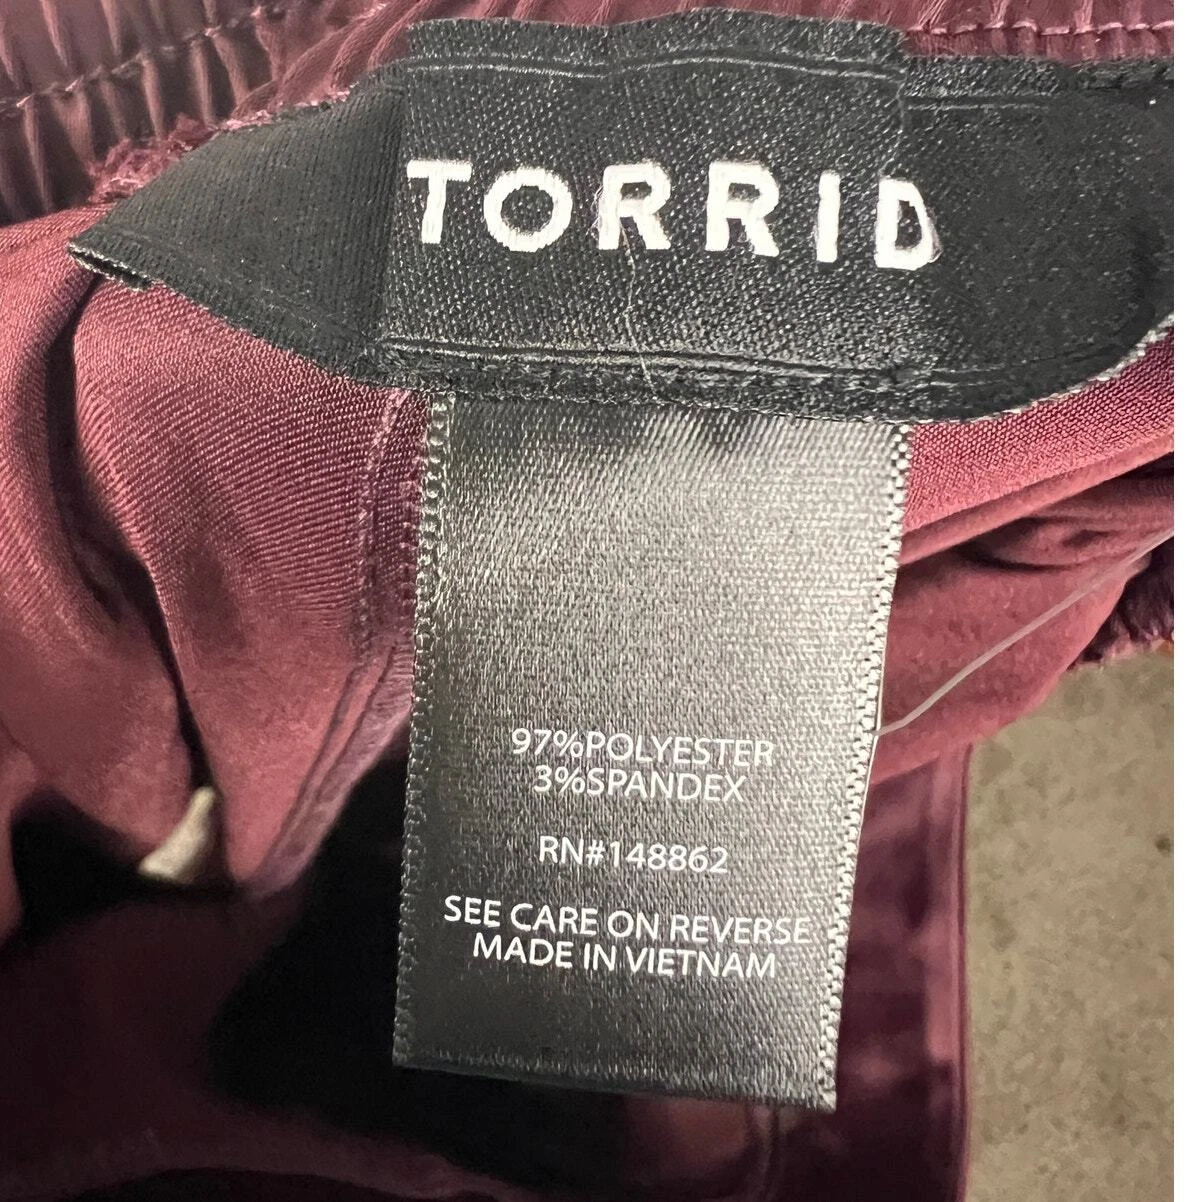 TORRID
97%POLYESTER
3%SPANDEX
RN#148862
SEE CARE ON REVERSE
MADE IN VIETNAM